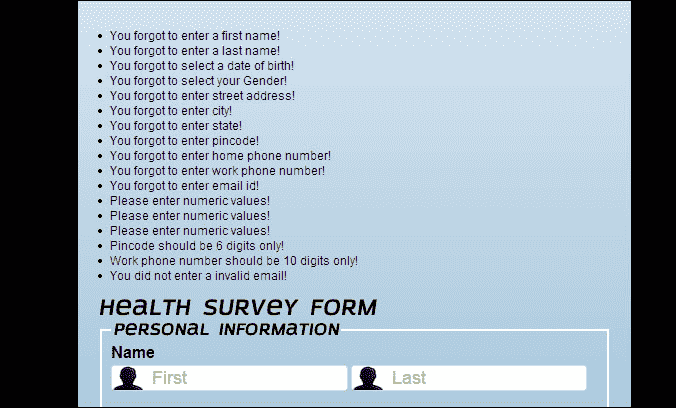 You forgot to enter a first name!
You forgot to enter a last name!
You forgot to select a date of birth!
You forgot to select your Gender!
You forgot to enter street address!
You forgot to enter city!
You forgot to enter state!
You forgot to enter pincode!
You forgot to enter home phone number!
You forgot to enter work phone number!
You forgot to enter email id!
Please enter numeric values!
Please enter numeric values!
Please enter numeric values!
Pincode should be 6 digits only!
Work phone number should be 10 digits only!
You did not enter a invalid email!
HeaLTH SURVeY FORM
PeRSONaL INFORMaTION
Name
First Last